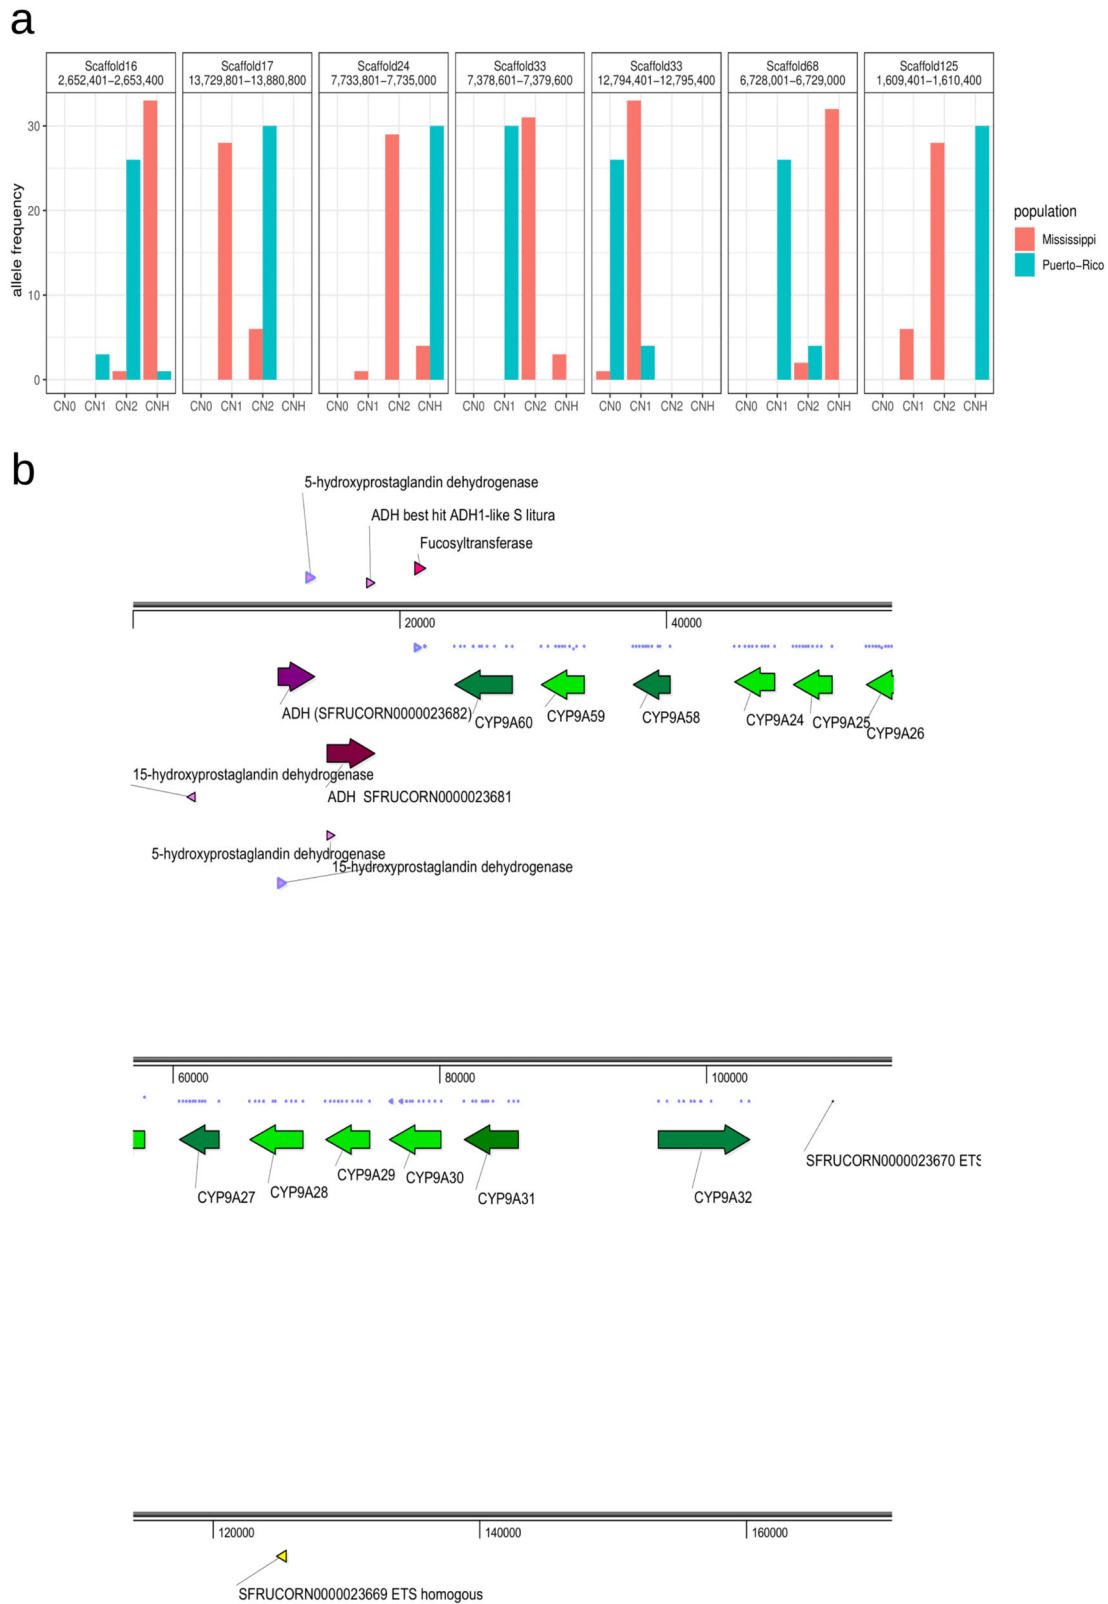 a
Scaffold16
2,652,401−2,653,400
Scaffold17
13,729,801−13,880,800
Scaffold24
7,733,801−7,735,000
Scaffold33
7,378,601−7,379,600
Scaffold33
12,794,401−12,795,400
Scaffold68
6,728,001−6,729,000
Scaffold125
1,609,401−1,610,400
allele frequency
30
20
10
0
CN0 CN1 CN2 CNH
CN0 CN1 CN2 CNH
CN0 CN1 CN2 CNH
CN0 CN1 CN2 CNH
CN0 CN1 CN2 CNH
CN0 CN1 CN2 CNH
CN0 CN1 CN2 CNH
population
Mississippi
Puerto−Rico
b
5-hydroxyprostaglandin dehydrogenase
ADH best hit ADH1-like S litura
Fucosyltransferase
20000
40000
ADH (SFRUCORN0000023682)
CYP9A60
CYP9A59
CYP9A58
CYP9A24
CYP9A25
CYP9A26
15-hydroxyprostaglandin dehydrogenase
ADH SFRUCORN0000023681
5-hydroxyprostaglandin dehydrogenase
15-hydroxyprostaglandin dehydrogenase
60000
80000
100000
CYP9A27
CYP9A28
CYP9A29
CYP9A30
CYP9A31
CYP9A32
SFRUCORN0000023670 ETS
120000
140000
160000
SFRUCORN0000023669 ETS homogous